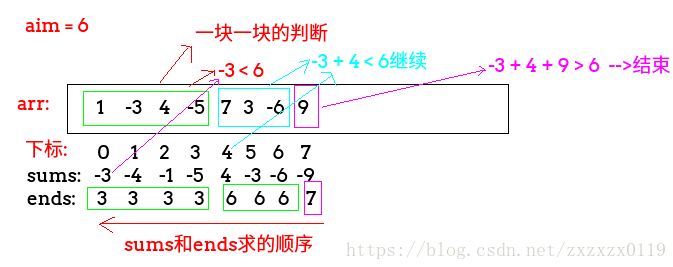 aim = 6
一块一块的判断
-3 < 6
-3 + 4 < 6继续
-3 + 4 + 9 > 6 -->结束
arr: 1 -3 4 -5 7 3 -6 9
下标: 0 1 2 3 4 5 6 7
sums: -3 -4 -1 -5 4 -3 -6 -9
ends: 3 3 3 3 6 6 6 7
sums和ends求的顺序
https://blog.csdn.net/zxzxzx0119